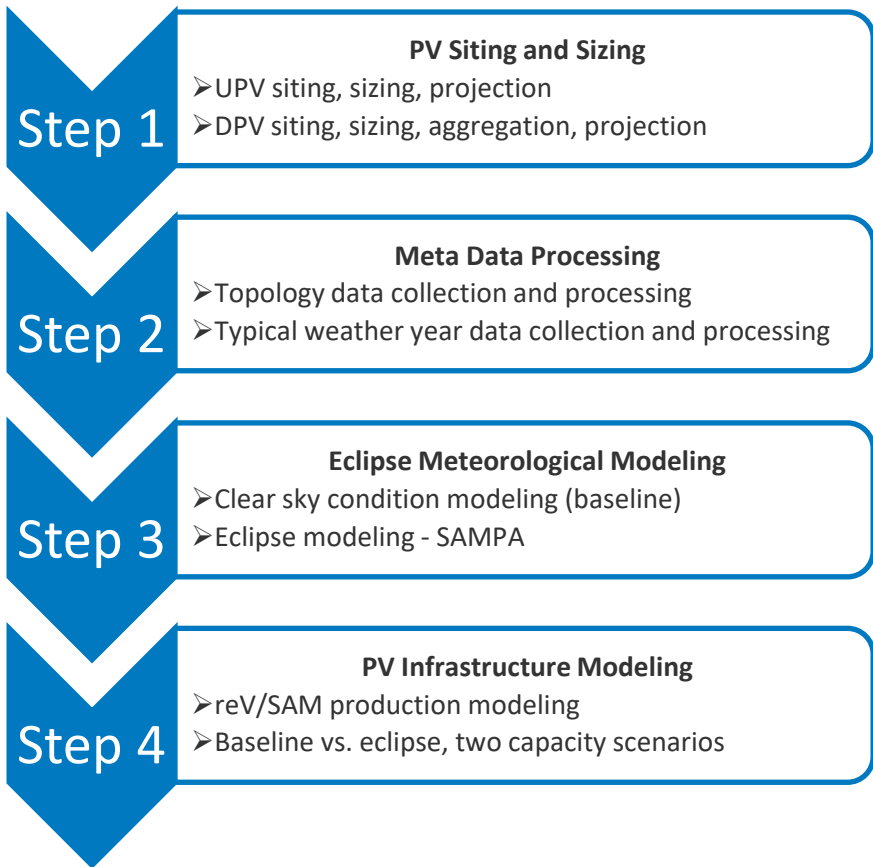 Step 1
PV Siting and Sizing
➢UPV siting, sizing, projection
➢DPV siting, sizing, aggregation, projection
Step 2
Meta Data Processing
➢Topology data collection and processing
➢Typical weather year data collection and processing
Step 3
Eclipse Meteorological Modeling
➢Clear sky condition modeling (baseline)
➢Eclipse modeling - SAMPA
Step 4
PV Infrastructure Modeling
➢reV/SAM production modeling
➢Baseline vs. eclipse, two capacity scenarios